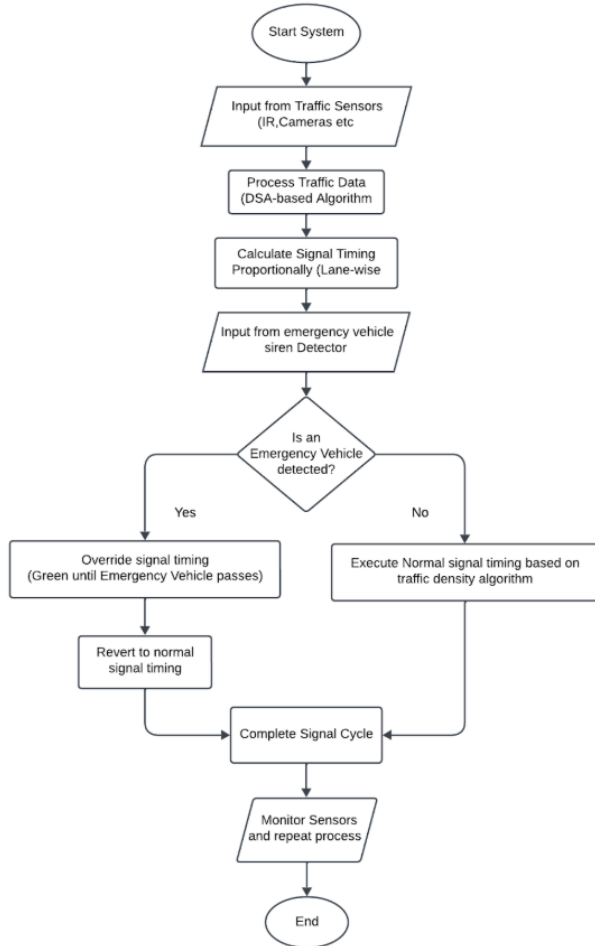 Start System
Input from Traffic Sensors
(IR,Cameras etc
Process Traffic Data
(DSA-based Algorithm
Calculate Signal Timing
Proportionally (Lane-wise
Input from emergency vehicle
siren Detector
Is an
Emergency Vehicle
detected?
Yes
No
Override signal timing
(Green until Emergency Vehicle passes)
Execute Normal signal timing based on
traffic density algorithm
Revert to normal
signal timing
Complete Signal Cycle
Monitor Sensors
and repeat process
End